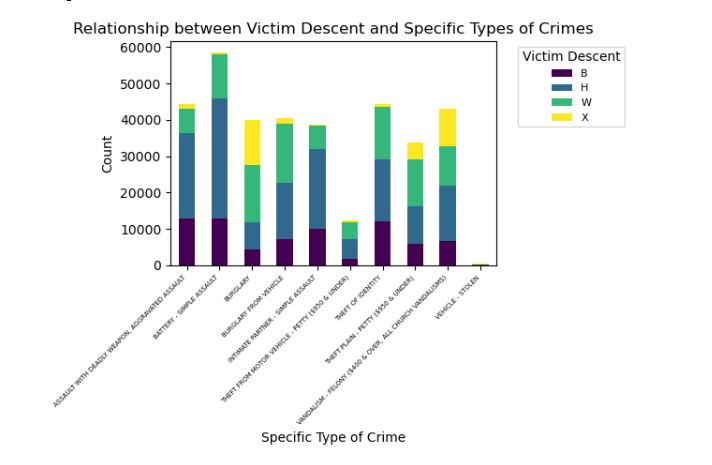 Relationship between Victim Descent and Specific Types of Crimes
Victim Descent
B
H
W
X
60000
50000
40000
30000
20000
10000
0
Count
ASSAULT WITH DEADLY WEAPON, AGGRAVATED ASSAULT
BATTERY - SIMPLE ASSAULT
BURGLARY
BURGLARY FROM VEHICLE
INTIMATE PARTNER - SIMPLE ASSAULT
THEFT FROM MOTOR VEHICLE - PETTY ($950 & UNDER)
THEFT OF IDENTITY
THEFT PLAIN - PETTY ($950 & UNDER)
VANDALISM - FELONY ($400 & OVER, ALL CHURCH VANDALISMS)
VEHICLE - STOLEN
Specific Type of Crime